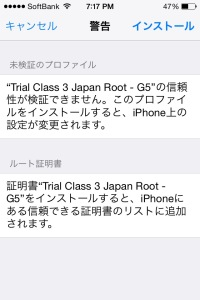 SoftBank 7:17 PM 47%
キャンセル 警告 インストール
未検証のプロファイル
“Trial Class 3 Japan Root - G5”の信頼
性が検証できません。このプロファイ
ルをインストールすると、iPhone上の
設定が変更されます。
ルート証明書
証明書“Trial Class 3 Japan Root -
G5”をインストールすると、iPhoneに
ある信頼できる証明書のリストに追加
されます。